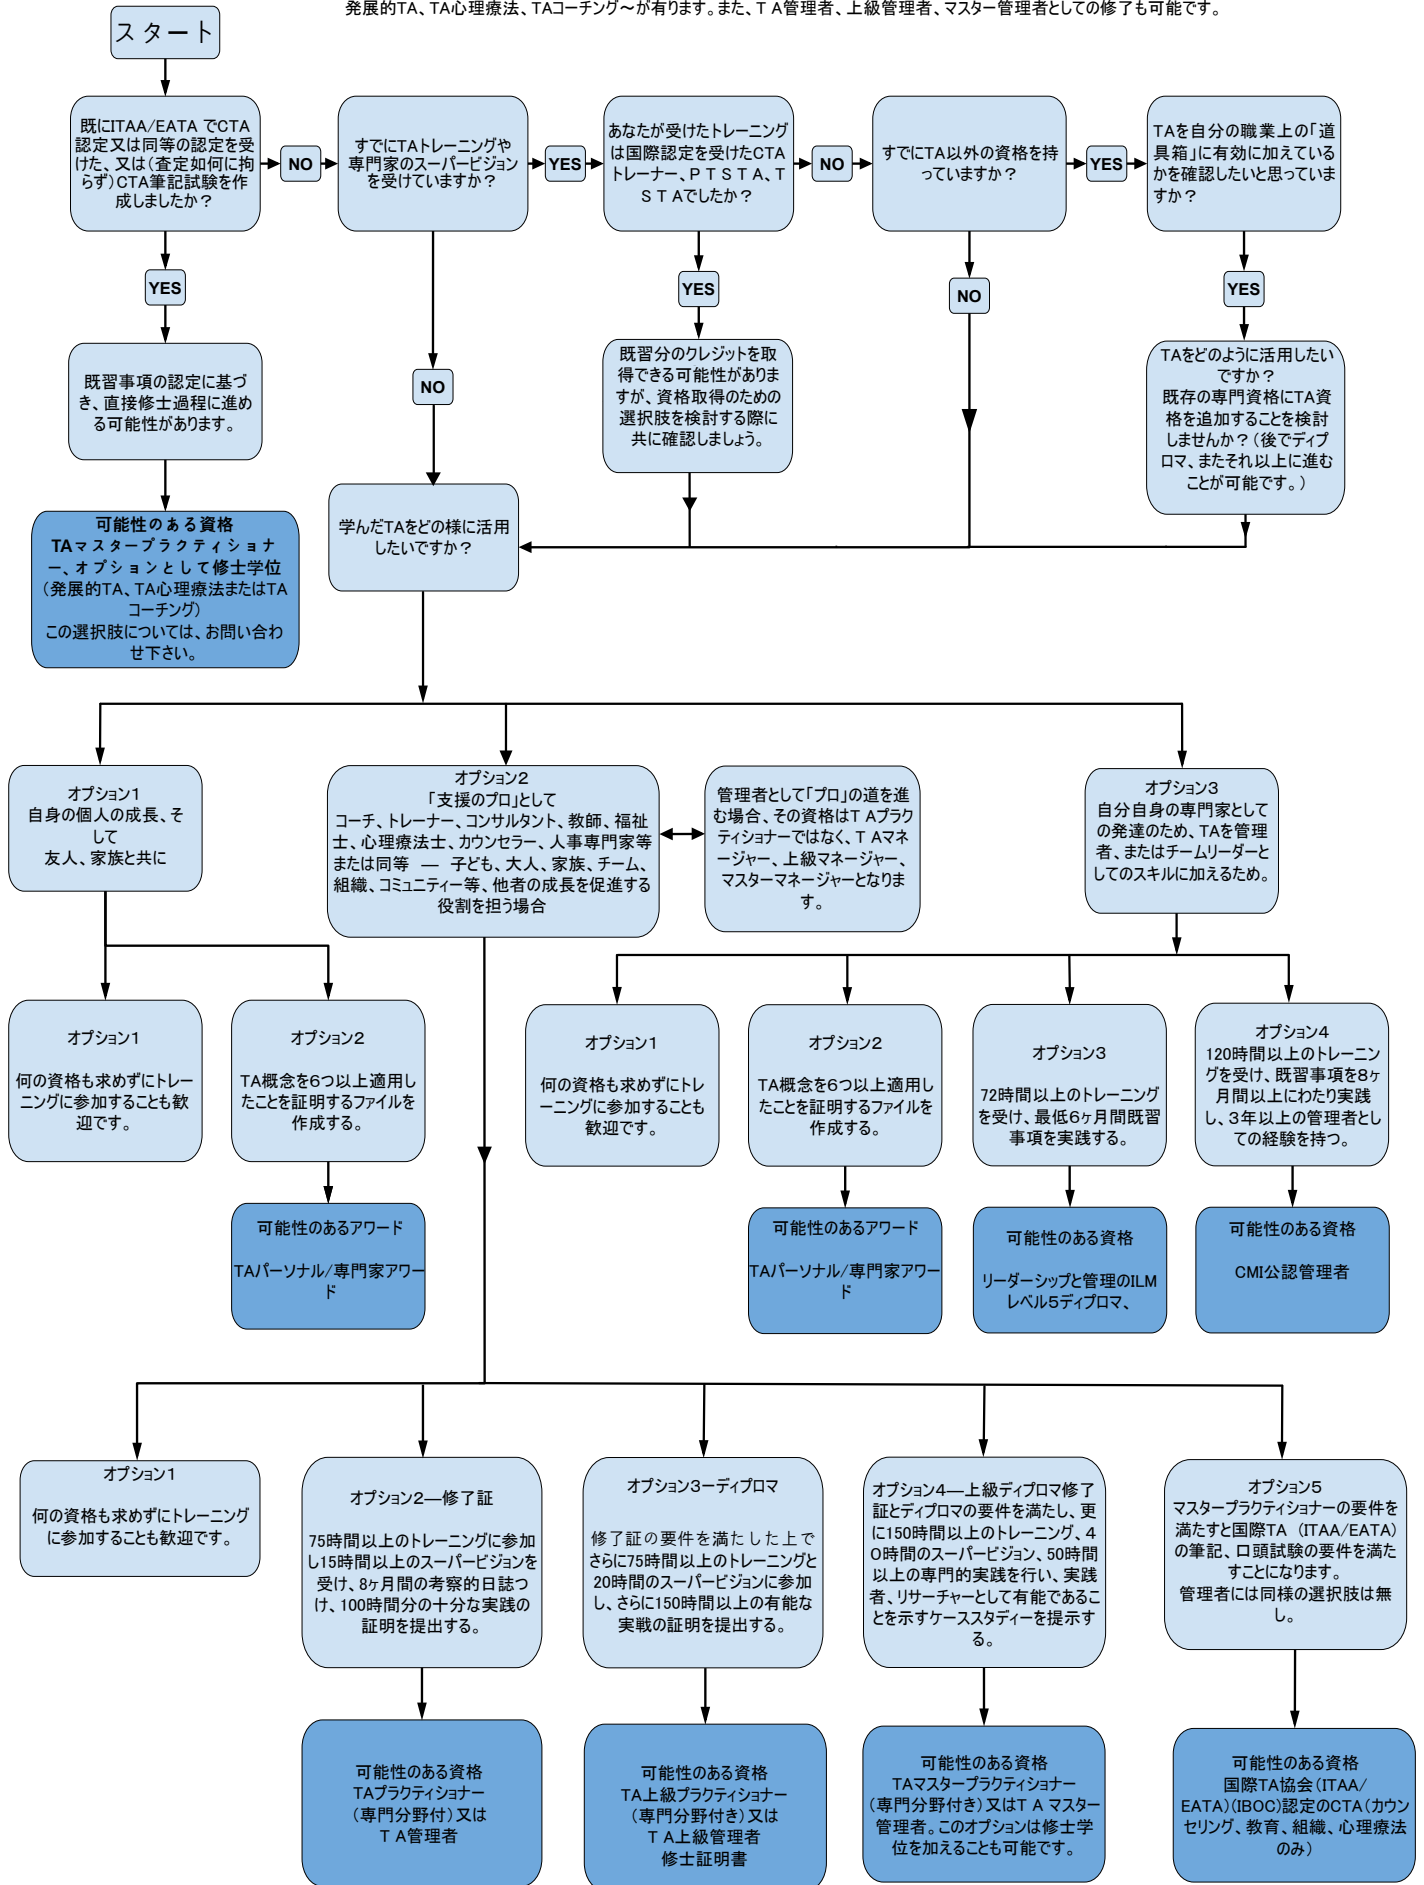 発展的TA、TA心理療法、TAコーチング～が有ります。また、ＴＡ管理者、上級管理者、マスター管理者としての修了も可能です。
スタート
既にITAA/EATA でCTA
認定又は同等の認定を受
けた、又は（査定如何に拘
らず）CTA筆記試験を作
成しましたか？
NO
すでにTAトレーニングや
専門家のスーパービジョン
を受けていますか？
YES
あなたが受けたトレーニング
は国際認定を受けたCTA
トレーナー、ＰＴＳＴＡ、Ｔ
ＳＴＡでしたか？
NO
すでにTA以外の資格を持
っていますか？
YES
TAを自分の職業上の「道
具箱」に有効に加えている
かを確認したいと思っていま
すか？
YES
YES
NO
YES
既習事項の認定に基づ
き、直接修士過程に進め
る可能性があります。
NO
既習分のクレジットを取
得できる可能性がありま
すが、資格取得のための
選択肢を検討する際に
共に確認しましょう。
TAをどのように活用したい
ですか？
既存の専門資格にTA資
格を追加することを検討
しませんか？（後でディプ
ロマ、またそれ以上に進む
ことが可能です。）
可能性のある資格
TAマスタープラクティショナ
ー、オプションとして修士学位
（発展的TA、TA心理療法またはTA
コーチング）
この選択肢については、お問い合わ
せ下さい。
学んだTAをどの様に活用
したいですか？
オプション1
自身の個人の成長、そ
して
友人、家族と共に
オプション2
「支援のプロ」として
コーチ、トレーナー、コンサルタント、教師、福祉
士、心理療法士、カウンセラー、人事専門家等
または同等 ― 子ども、大人、家族、チーム、
組織、コミュニティー等、他者の成長を促進する
役割を担う場合
管理者として「プロ」の道を進
む場合、その資格はＴＡプラク
ティショナーではなく、ＴＡマネ
ージャー、上級マネージャー、
マスターマネージャーとなりま
す。
オプション3
自分自身の専門家として
の発達のため、TAを管理
者、またはチームリーダーと
してのスキルに加えるため。
オプション1
何の資格も求めずにトレー
ニングに参加することも歓
迎です。
オプション2
TA概念を6つ以上適用し
たことを証明するファイルを
作成する。
オプション1
何の資格も求めずにトレ
ーニングに参加することも
歓迎です。
オプション2
TA概念を6つ以上適用し
たことを証明するファイルを
作成する。
オプション3
72時間以上のトレーニング
を受け、最低6ヶ月間既習
事項を実践する。
オプション4
120時間以上のトレーニン
グを受け、既習事項を8ヶ
月間以上にわたり実践
し、3年以上の管理者とし
ての経験を持つ。
可能性のあるアワード
TAパーソナル/専門家アワー
ド
可能性のあるアワード
TAパーソナル/専門家アワー
ド
可能性のある資格
リーダーシップと管理のILM
レベル5ディプロマ、
可能性のある資格
CMI公認管理者
オプション1
何の資格も求めずにトレーニング
に参加することも歓迎です。
オプション2―修了証
75時間以上のトレーニングに参加
し15時間以上のスーパービジョンを
受け、8ヶ月間の考察的日誌つ
け、100時間分の十分な実践の
証明を提出する。
オプション3－ディプロマ
修了証の要件を満たした上で
さらに75時間以上のトレーニングと
20時間のスーパービジョンに参加
し、さらに150時間以上の有能な
実戦の証明を提出する。
オプション4―上級ディプロマ修了
証とディプロマの要件を満たし、更
に150時間以上のトレーニング、４
０時間のスーパービジョン、50時間
以上の専門的実践を行い、実践
者、リサーチャーとして有能であるこ
とを示すケーススタディーを提示す
る。
オプション5
マスタープラクティショナーの要件を
満たすと国際TA （ITAA/EATA）
の筆記、口頭試験の要件を満た
すことになります。
管理者には同様の選択肢は無
し。
可能性のある資格
TAプラクティショナー
（専門分野付）又は
ＴＡ管理者
可能性のある資格
TA上級プラクティショナー
（専門分野付き）又は
ＴＡ上級管理者
修士証明書
可能性のある資格
TAマスタープラクティショナー
（専門分野付き）又はＴＡマスター
管理者。このオプションは修士学
位を加えることも可能です。
可能性のある資格
国際TA協会（ITAA/
EATA）（IBOC）認定のCTA（カウン
セリング、教育、組織、心理療法
のみ）